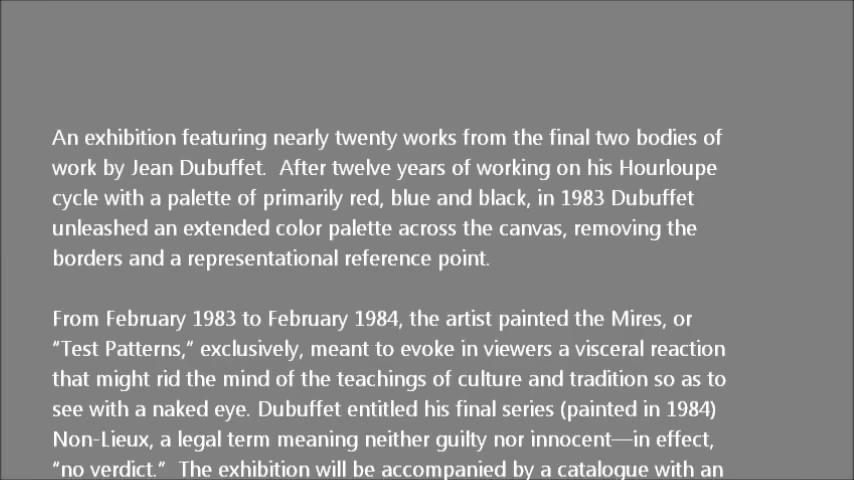 An exhibition featuring nearly twenty works from the final two bodies of
work by Jean Dubuffet.  After twelve years of working on his Hourloupe
cycle with a palette of primarily red, blue and black, in 1983 Dubuffet
unleashed an extended color palette across the canvas, removing the
borders and a representational reference point.

From February 1983 to February 1984, the artist painted the Mires, or
“Test Patterns,” exclusively, meant to evoke in viewers a visceral reaction
that might rid the mind of the teachings of culture and tradition so as to
see with a naked eye. Dubuffet entitled his final series (painted in 1984)
Non-Lieux, a legal term meaning neither guilty nor innocent—in effect,
“no verdict.”  The exhibition will be accompanied by a catalogue with an